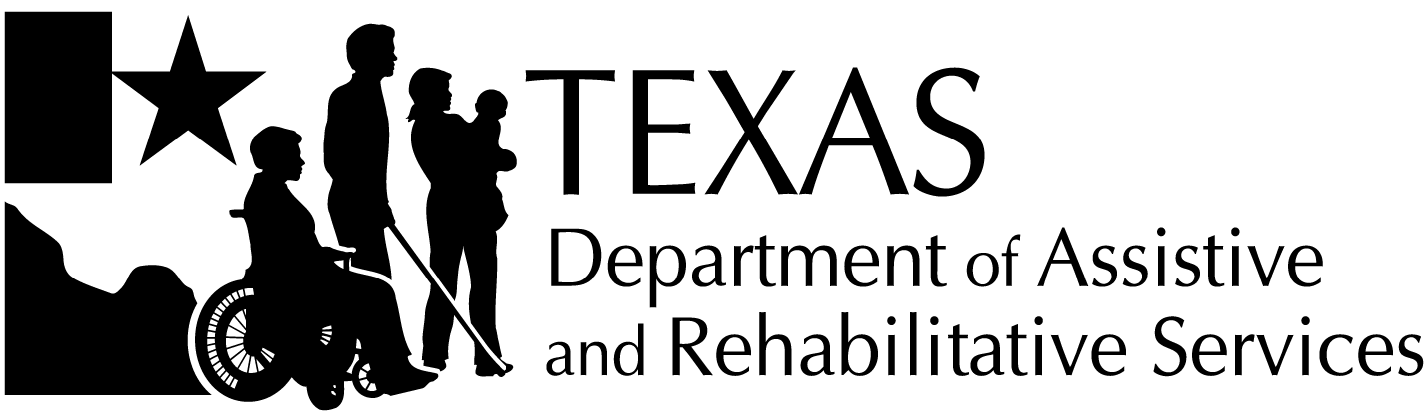 TEXAS
Department of Assistive
and Rehabilitative Services